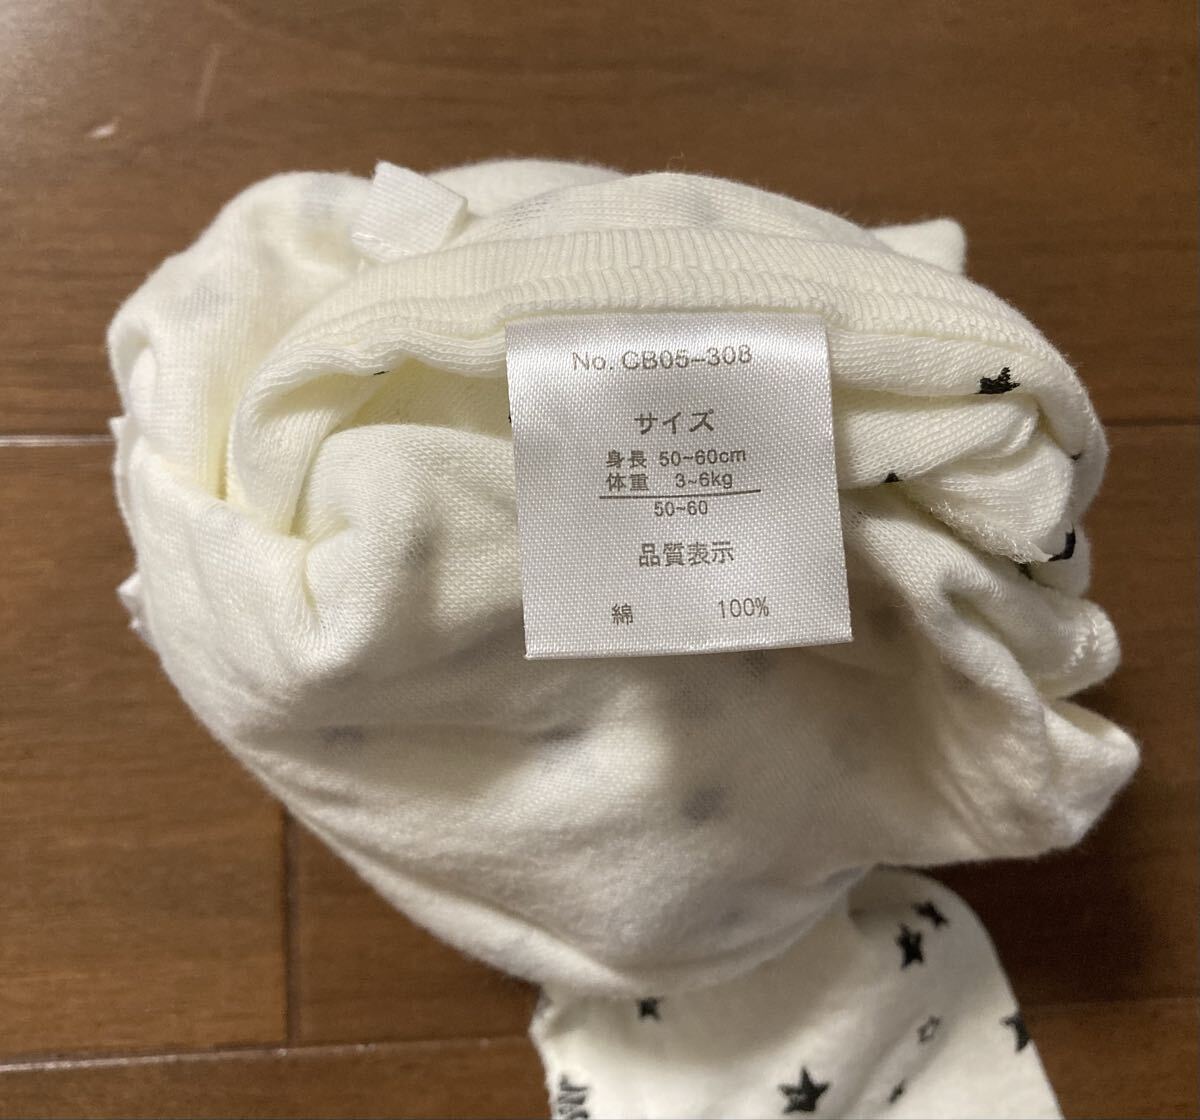 No. CB05-308
サイズ
身長 50~60cm
体重 3~6kg
50~60
品質表示
綿 100%